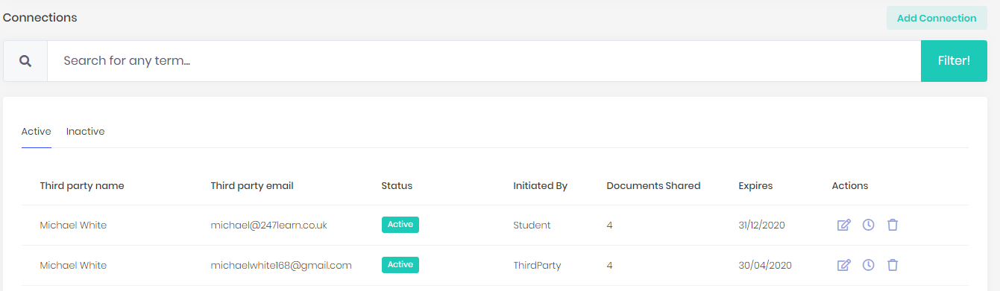 Connections
Add Connection
Search for any term...
Filter!
Active Inactive
Third party name Third party email Status Initiated By Documents Shared Expires Actions
Michael White michael@247learn.co.uk Active Student 4 31/12/2020
Michael White michaelwhite168@gmail.com Active ThirdParty 4 30/04/2020